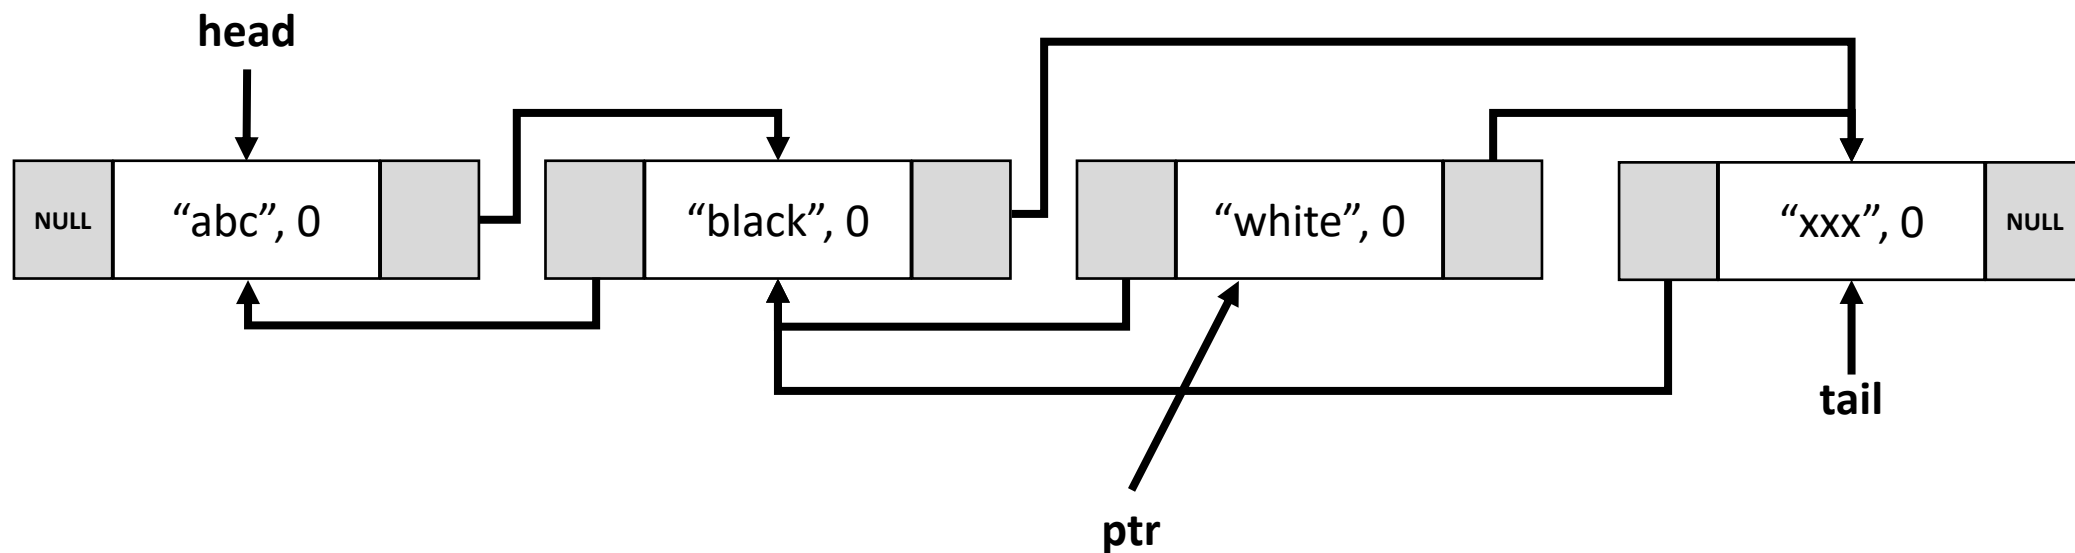 head
NULL
“abc”, 0
“black”, 0
“white”, 0
“xxx”, 0
NULL
tail
ptr